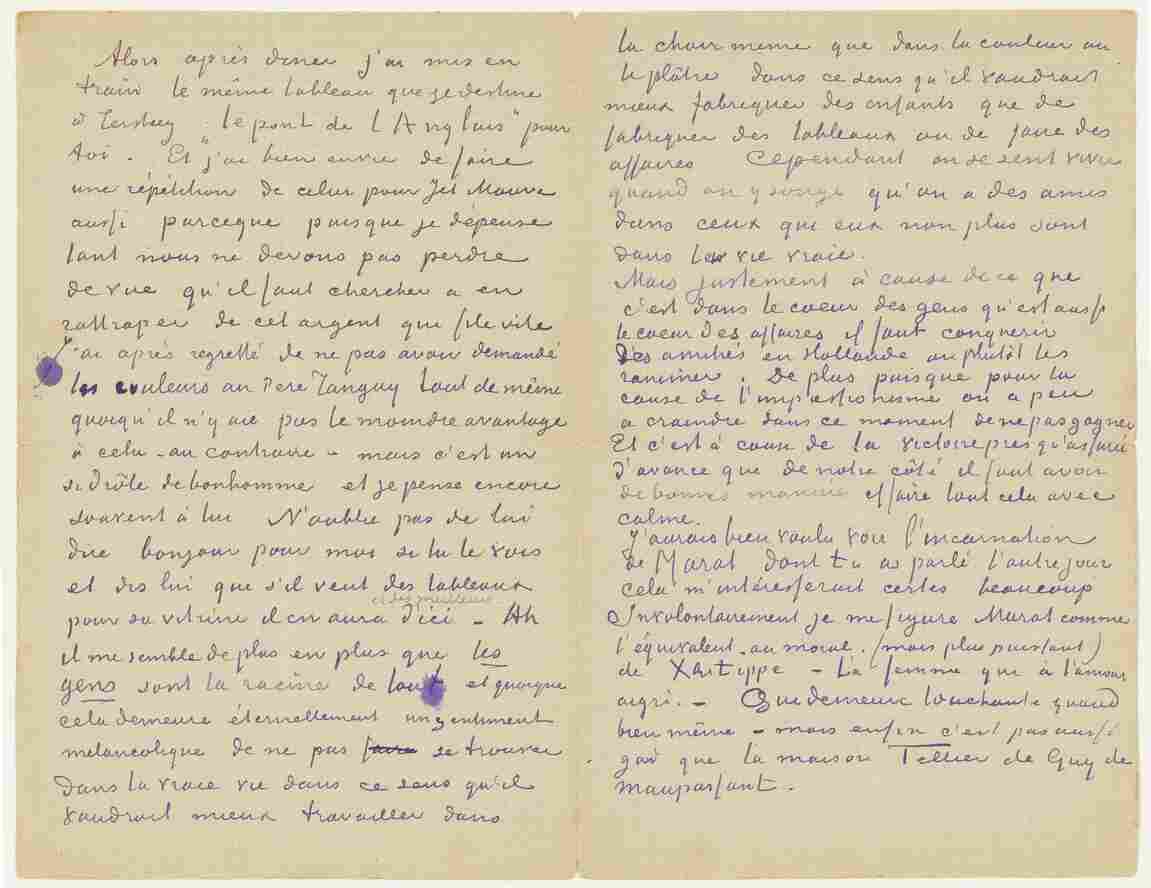 Alors après diner j'ai mis en
train le même tableau que je destine
à Tersteeg "le pont de l'Anglais" pour
toi. Et j'ai bien envie de faire
une répétition de celui pour Jet Mauve
aussi parceque puisque je dépense
tant nous ne devons pas perdre
de vue qu'il faut chercher a en
rattraper de cet argent que file vite
J'ai après regretté de ne pas avoir demandé
les couleurs au père Tanguy tout de même
quoiqu'il n'y aie pas le moindre avantage
à celu - au contraire - mais c'est un
si drôle de bonhomme et je pense encore
souvent à lui N'oublie pas de lui
dire bonjour pour moi si tu le vois
et dis lui que s'il veut des tableaux
pour sa vitrine il en aura d'ici - et des meilleurs Ah
il me semble de plus en plus que les
gens sont la racine de tout et quoique
cela demeure éternellement un sentiment
melancolique de ne pas faire se trouver
dans la vraie vie dans ce sens qu'il
vaudrait mieux travailler dans
la chair meme que dans la couleur ou
le plâtre dans ce sens qu'il vaudrait
mieux fabriquer des enfants que de
fabriquer des tableaux ou de faire des
affaires Cependant on se sent vivre
quand on y songe qu'on a des amis
dans ceux que eux non plus sont
dans la vie vraie.
Mais justement à cause de ce que
c'est dans le coeur des gens qu'est aussi
le coeur des affaires il faut conquerir
des amitiés en Hollande ou plutôt les
ranimer. De plus puisque pour la
cause de l'impressionisme on a peu
a craindre dans ce moment de ne pas gagner
Et c'est à cause de la victoire presqu'assuré
d'avance que de notre côté il faut avoir
de bonnes manière et faire tout cela avec
calme.
J'aurais bien voulu voir l'incarnation
de Marat dont tu as parlé l'autre jour
cela m'intéresserait certes beaucoup
Involontairement je me figure Marat comme
l'équivalent - au moral - (mais plus puissant)
de Xantippe - La femme qui à l'amour
aigri. - Qui demeure touchante quand
bien même - mais enfin c'est pas aussi
gai que la maison Tellier de Guy de
Maupassant.